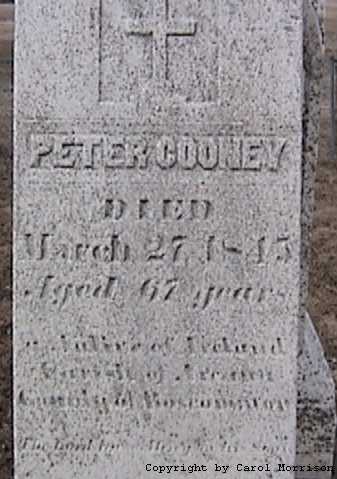 PETER COONEY
DIED
March 27, 1845
Aged 67 years
a Native of Ireland
Parish of
County of Roscommon
Copyright by Carol Morrison